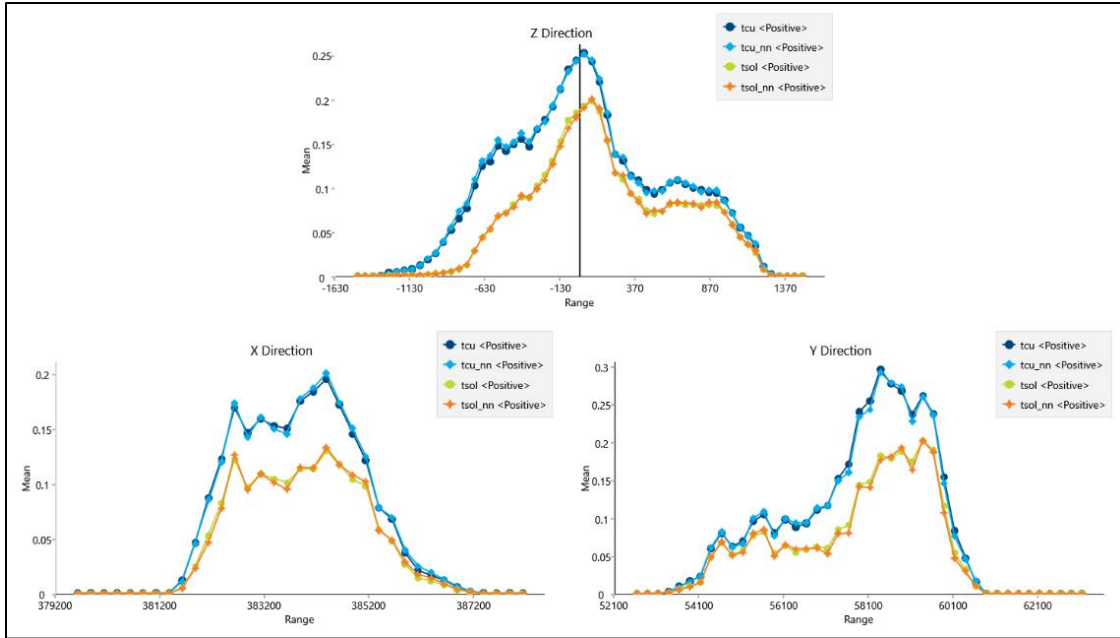 Z Direction
tcu <Positive>
tcu_nn <Positive>
tsol <Positive>
tsol_nn <Positive>
Mean
0.25
0.2
0.15
0.1
0.05
0
-1630
-1130
-630
-130
370
870
1370
Range
X Direction
tcu <Positive>
tcu_nn <Positive>
tsol <Positive>
tsol_nn <Positive>
Mean
0.2
0.15
0.1
0.05
0
379200
381200
383200
385200
387200
Range
Y Direction
tcu <Positive>
tcu_nn <Positive>
tsol <Positive>
tsol_nn <Positive>
Mean
0.3
0.25
0.2
0.15
0.1
0.05
0
52100
54100
56100
58100
60100
62100
Range